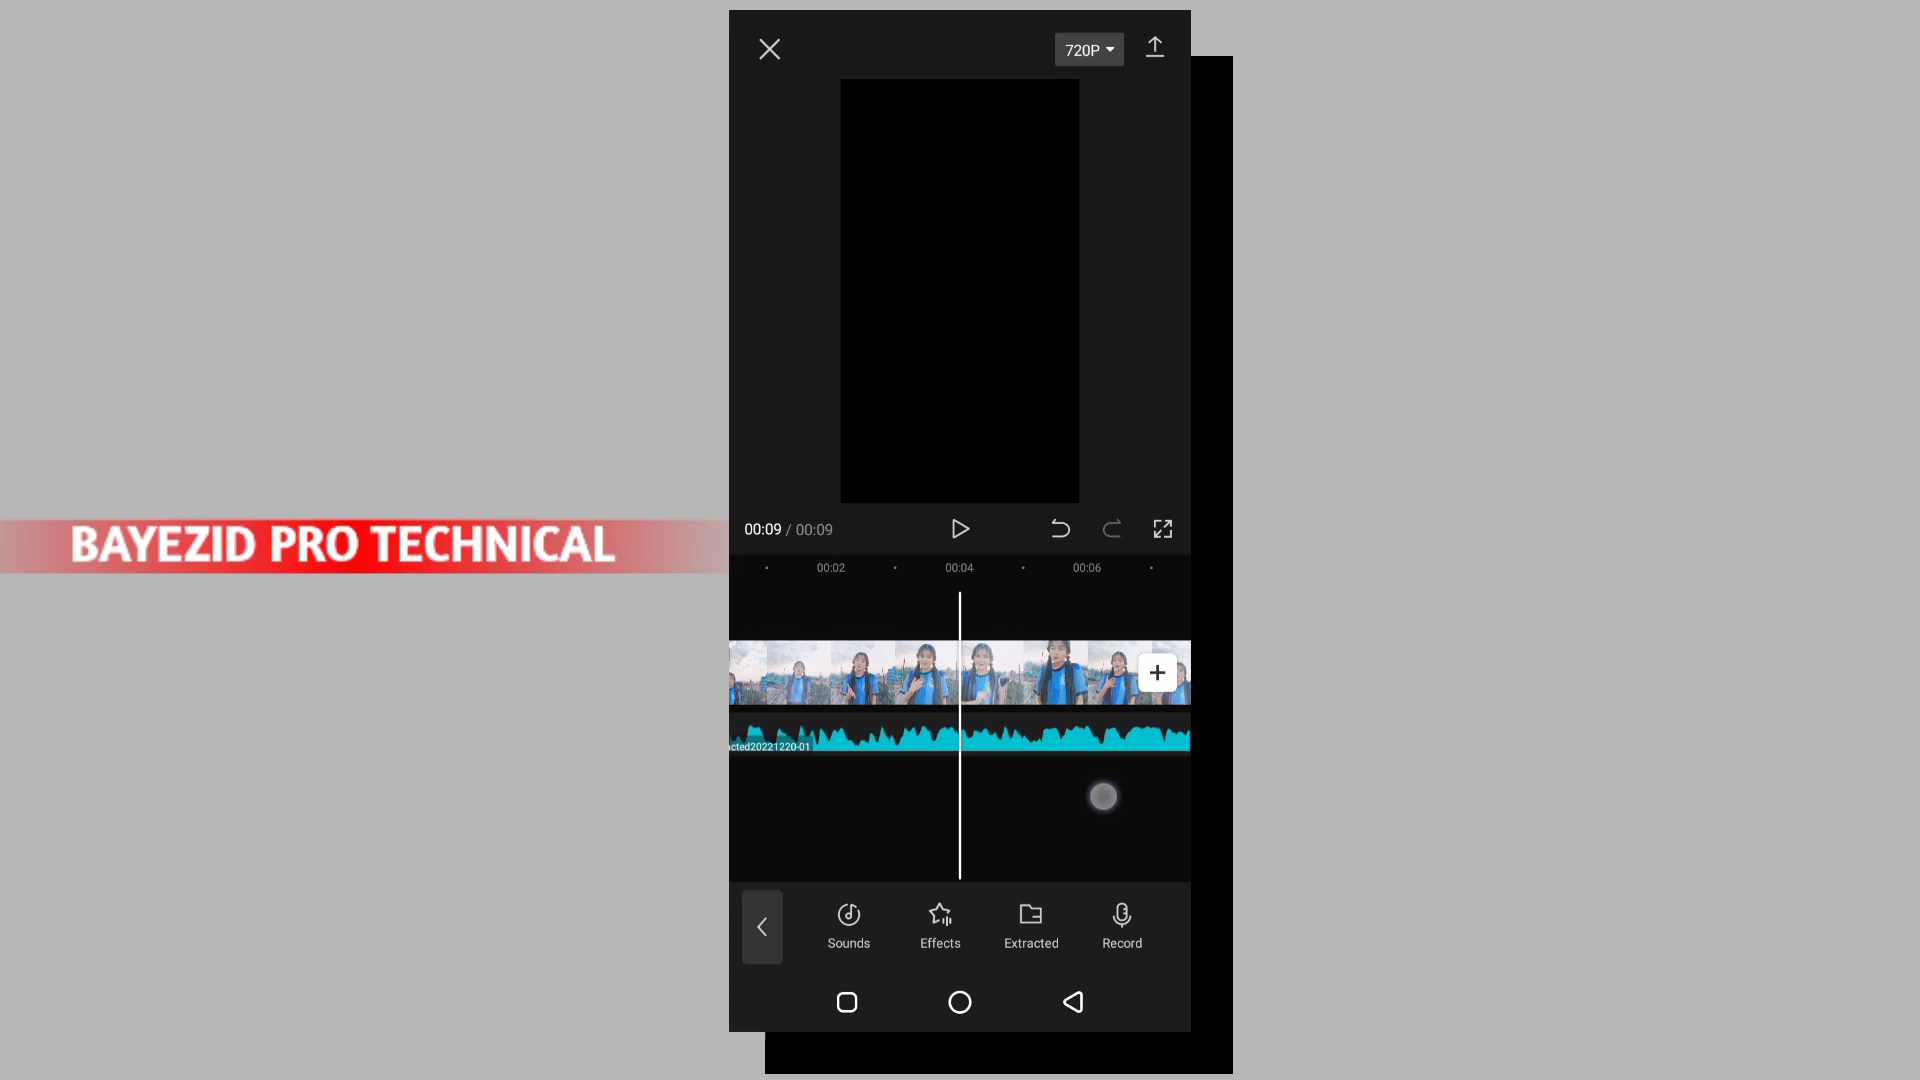 720P
BAYEZID PRO TECHNICAL
00:09 / 00:09
00:02 00:04 00:06
acted20221220-01
Sounds Effects Extracted Record